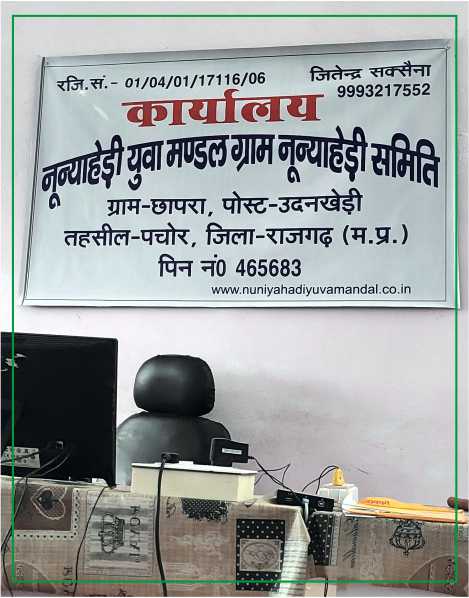 रजि.सं.- 01/04/01/17116/06
जितेन्द्र सक्सैना
9993217552
कार्यालय
नून्याहेड़ी युवा मण्डल ग्राम नून्याहेड़ी समिति
ग्राम-छापरा, पोस्ट-उदनखेड़ी
तहसील-पचोर, जिला-राजगढ़ (म.प्र.)
पिन नं0 465683
www.nuniyahadiyuvamandal.co.in